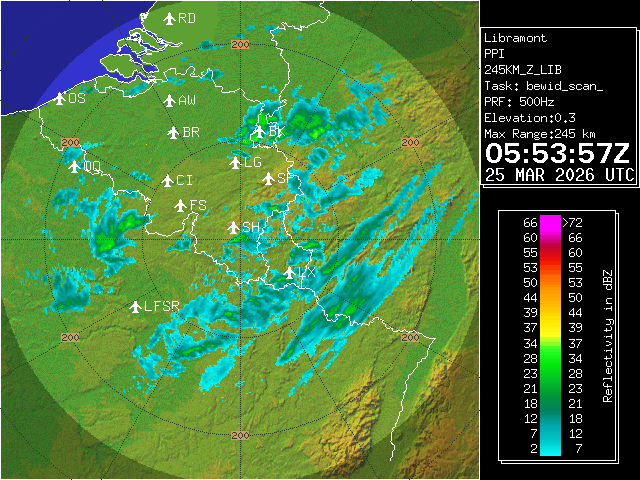 RD
200
OS
AW
BR
BK
200
200
QQ
LG
CI
FS
SH
LX
LFSR
200
200
200
Libramont
PPI
245KM_Z_LIB
Task: bewid_scan_
PRF: 500Hz
Elevation:0.3
Max Range:245 km
05:53:57Z
25 MAR 2026 UTC
66 >72
60 66
55 60
53 55
50 53
44 50
39 44
37 39
34 37
28 34
23 28
21 23
18 21
12 18
7 12
2 7
Reflectivity in dBZ